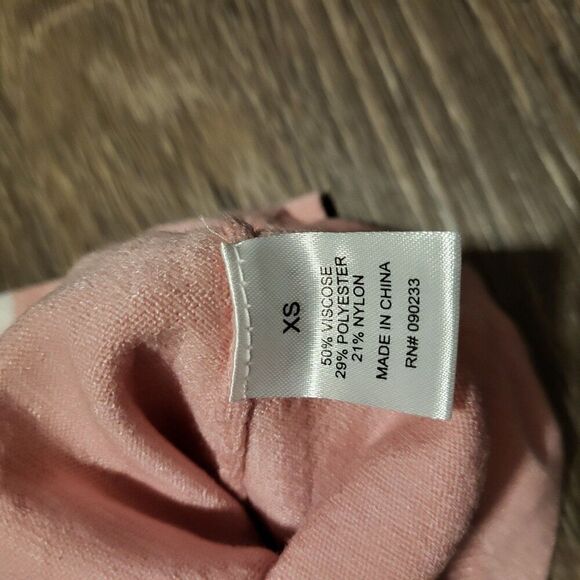 XS
50% VISCOSE
29% POLYESTER
21% NYLON
MADE IN CHINA
RN# 090233